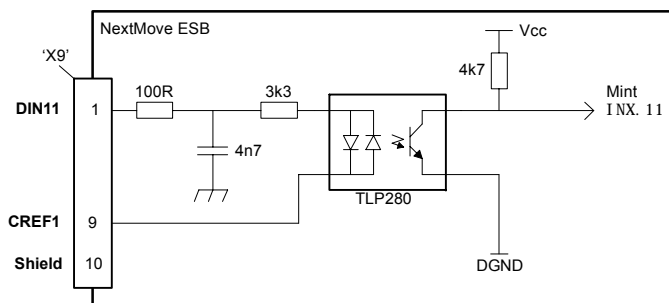 NextMove ESB
'X9'
Vcc
100R
3k3
4k7
Mint
DIN11
1
INX.11
4n7
TLP280
CREF1
9
Shield
10
DGND